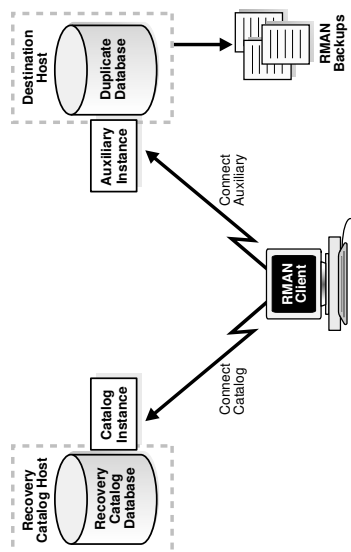 Recovery
Catalog Host
Recovery
Catalog
Database
Catalog
Instance
Connect
Catalog
RMAN
Client
Connect
Auxiliary
Destination
Host
Duplicate
Database
Auxiliary
Instance
RMAN
Backups